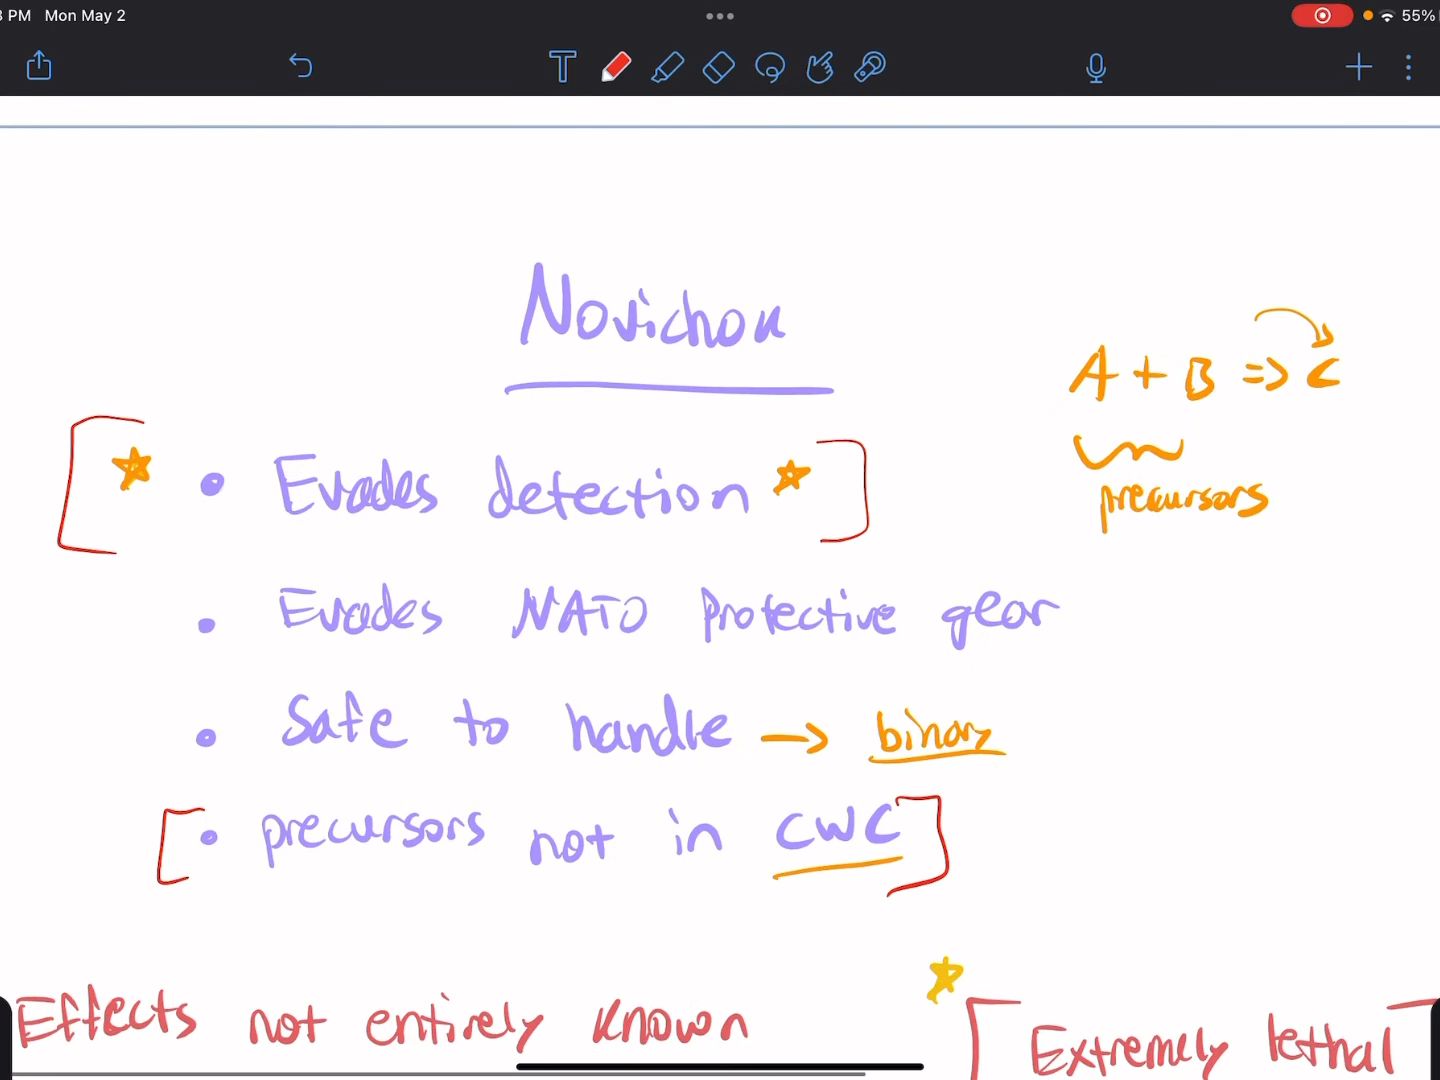 8 PM Mon May 2
55%
T
Novichok
A + B => C
precursors
★ • Evades detection ★
• Evades NATO Protective gear
• Safe to handle → binary
• precursors not in CWC
Effects not entirely known
Extremely lethal